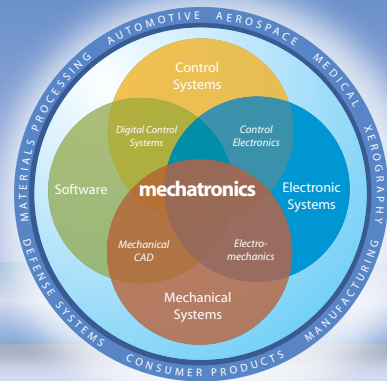 MATERIALS PROCESSING AUTOMOTIVE AEROSPACE MEDICAL XEROGRAPHY
Control
Systems
Digital Control
Systems
Control
Electronics
Software
mechatronics
Electronic
Systems
Mechanical
CAD
Electro-
mechanics
Mechanical
Systems
DEFENSE SYSTEMS CONSUMER PRODUCTS MANUFACTURING